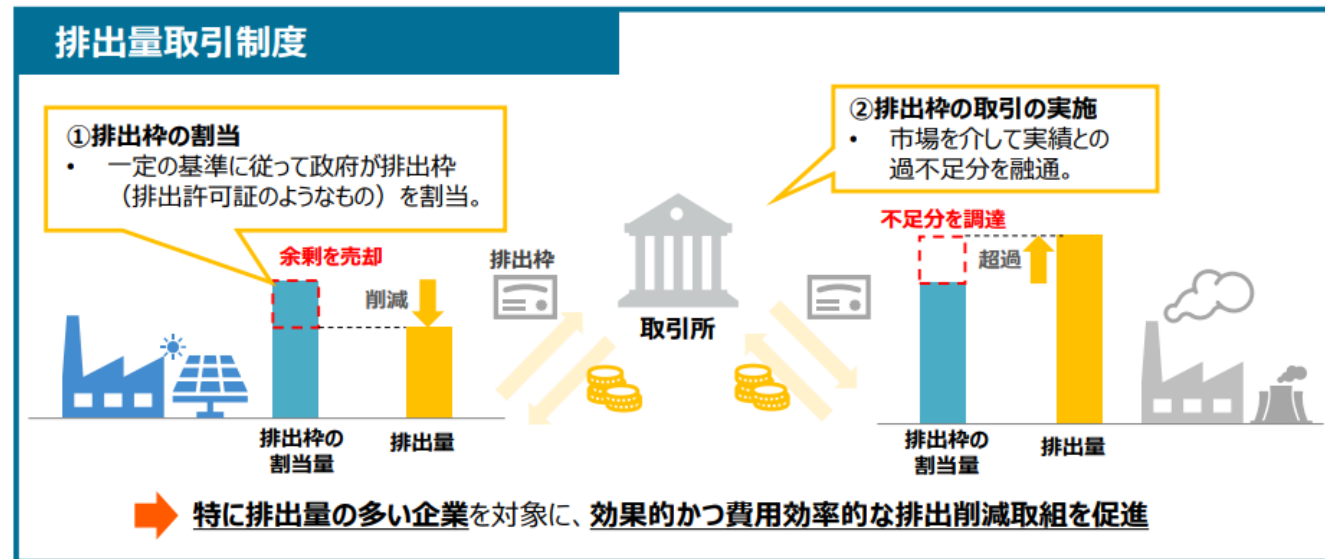 排出量取引制度
①排出枠の割当
• 一定の基準に従って政府が排出枠
（排出許可証のようなもの）を割当。
②排出枠の取引の実施
• 市場を介して実績との
過不足分を融通。
余剰を売却
削減
排出枠
取引所
不足分を調達
超過
排出枠の
割当量
排出量
排出枠の
割当量
排出量
特に排出量の多い企業を対象に、効果的かつ費用効率的な排出削減取組を促進